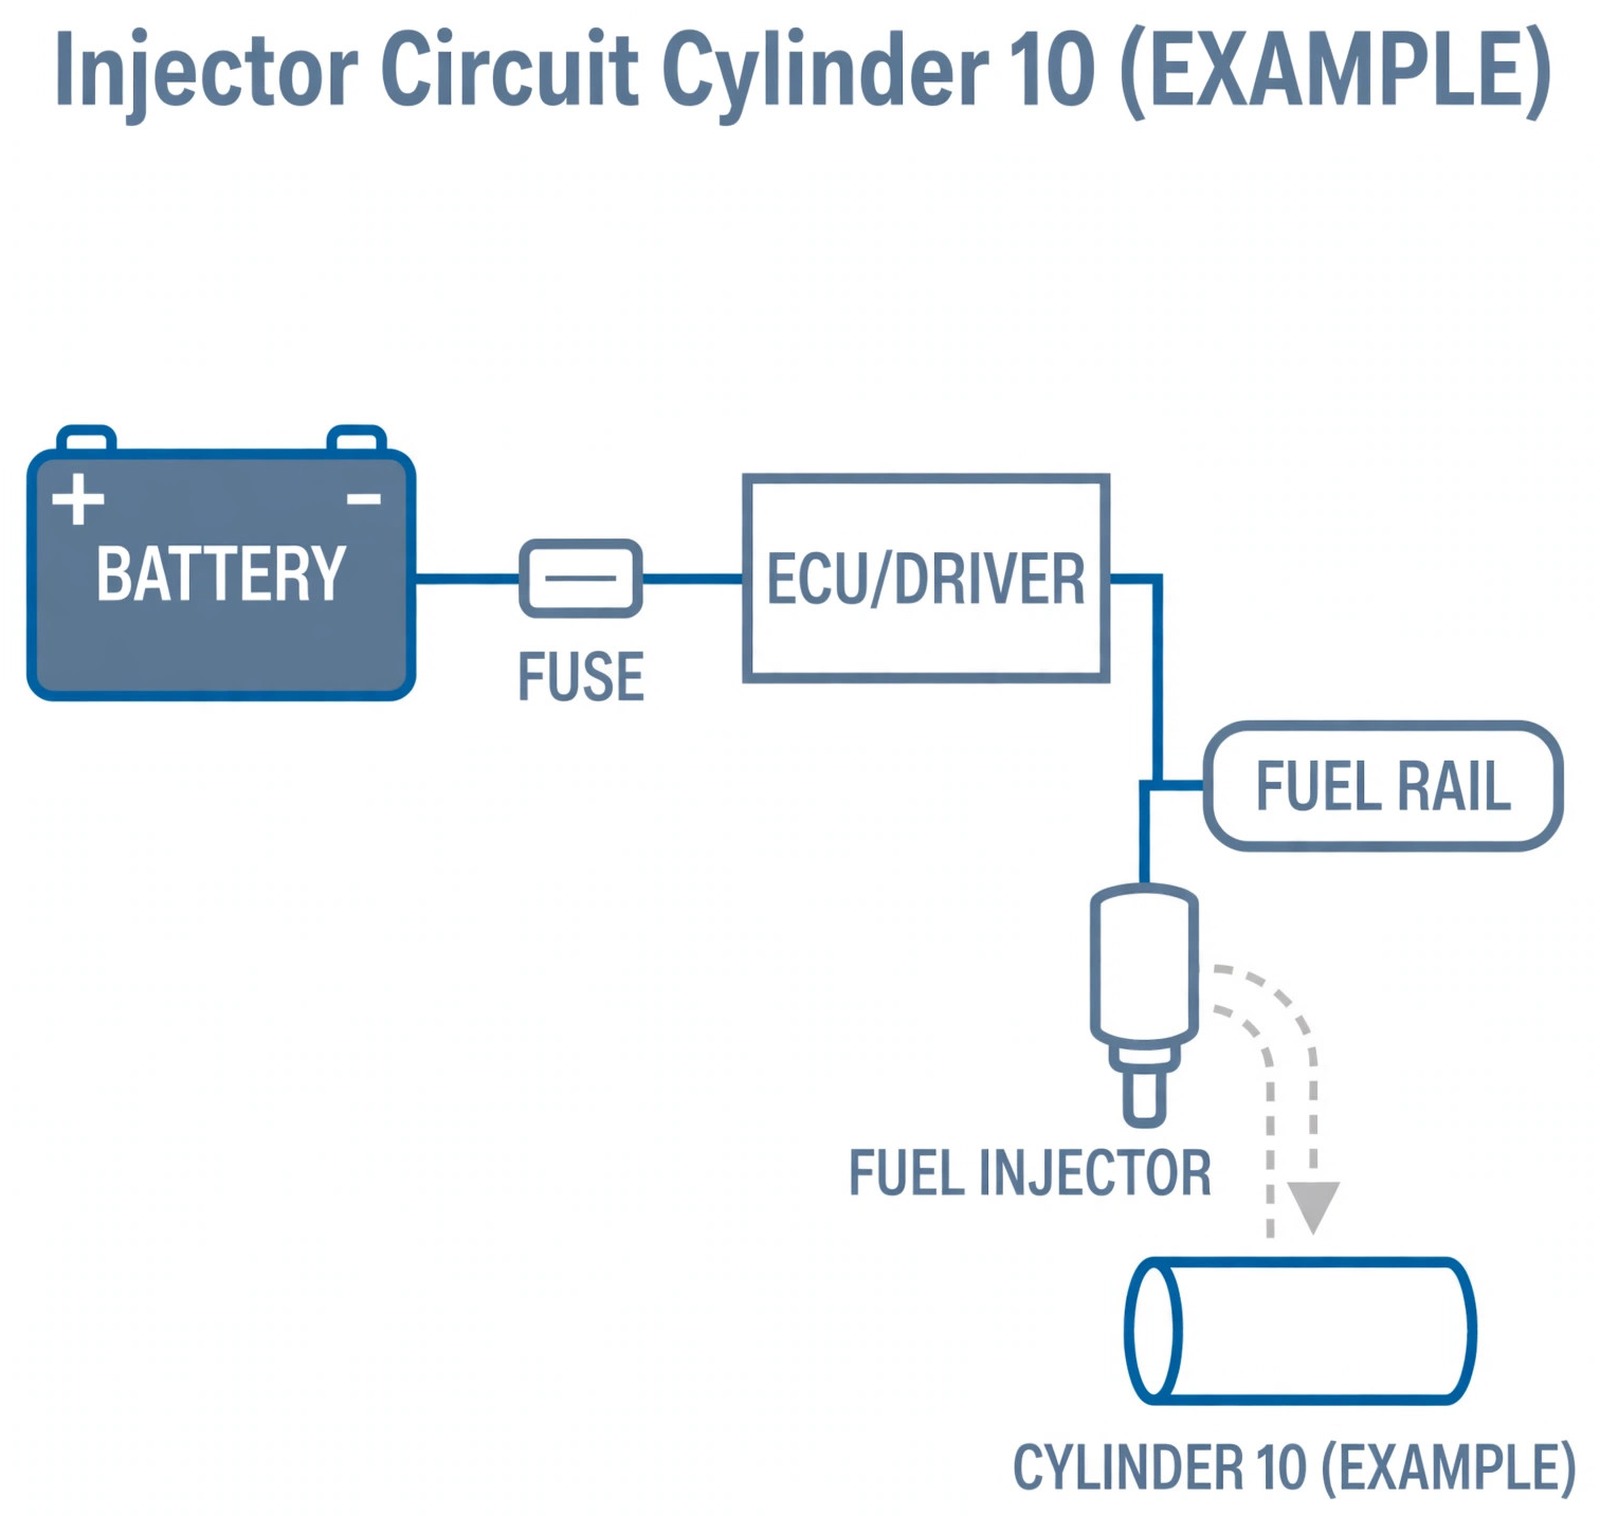 Injector Circuit Cylinder 10 (EXAMPLE)
+ -
BATTERY
ECU/DRIVER
FUSE
FUEL RAIL
FUEL INJECTOR
CYLINDER 10 (EXAMPLE)